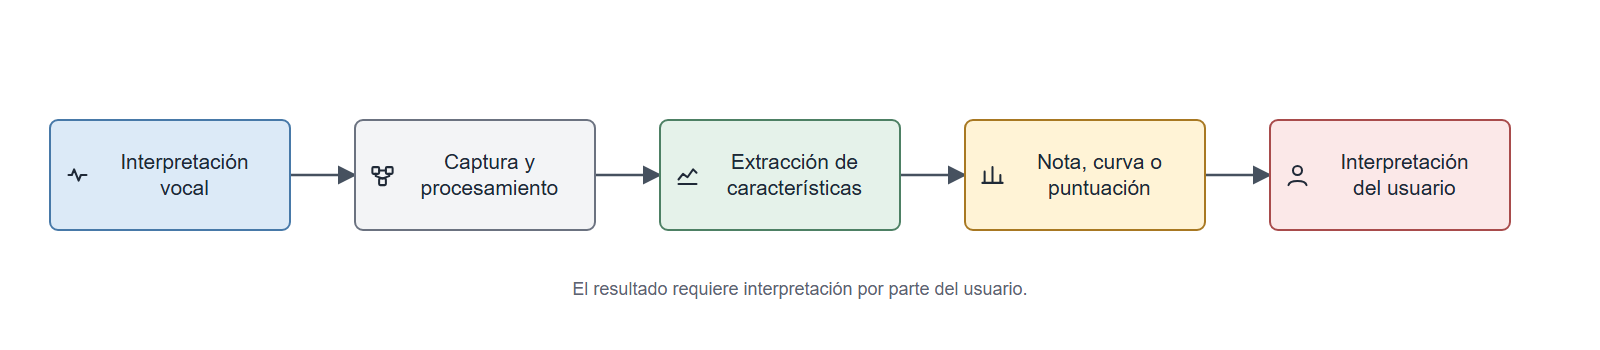 Interpretación
vocal
Captura y
procesamiento
Extracción de
características
Nota, curva o
puntuación
Interpretación
del usuario
El resultado requiere interpretación por parte del usuario.